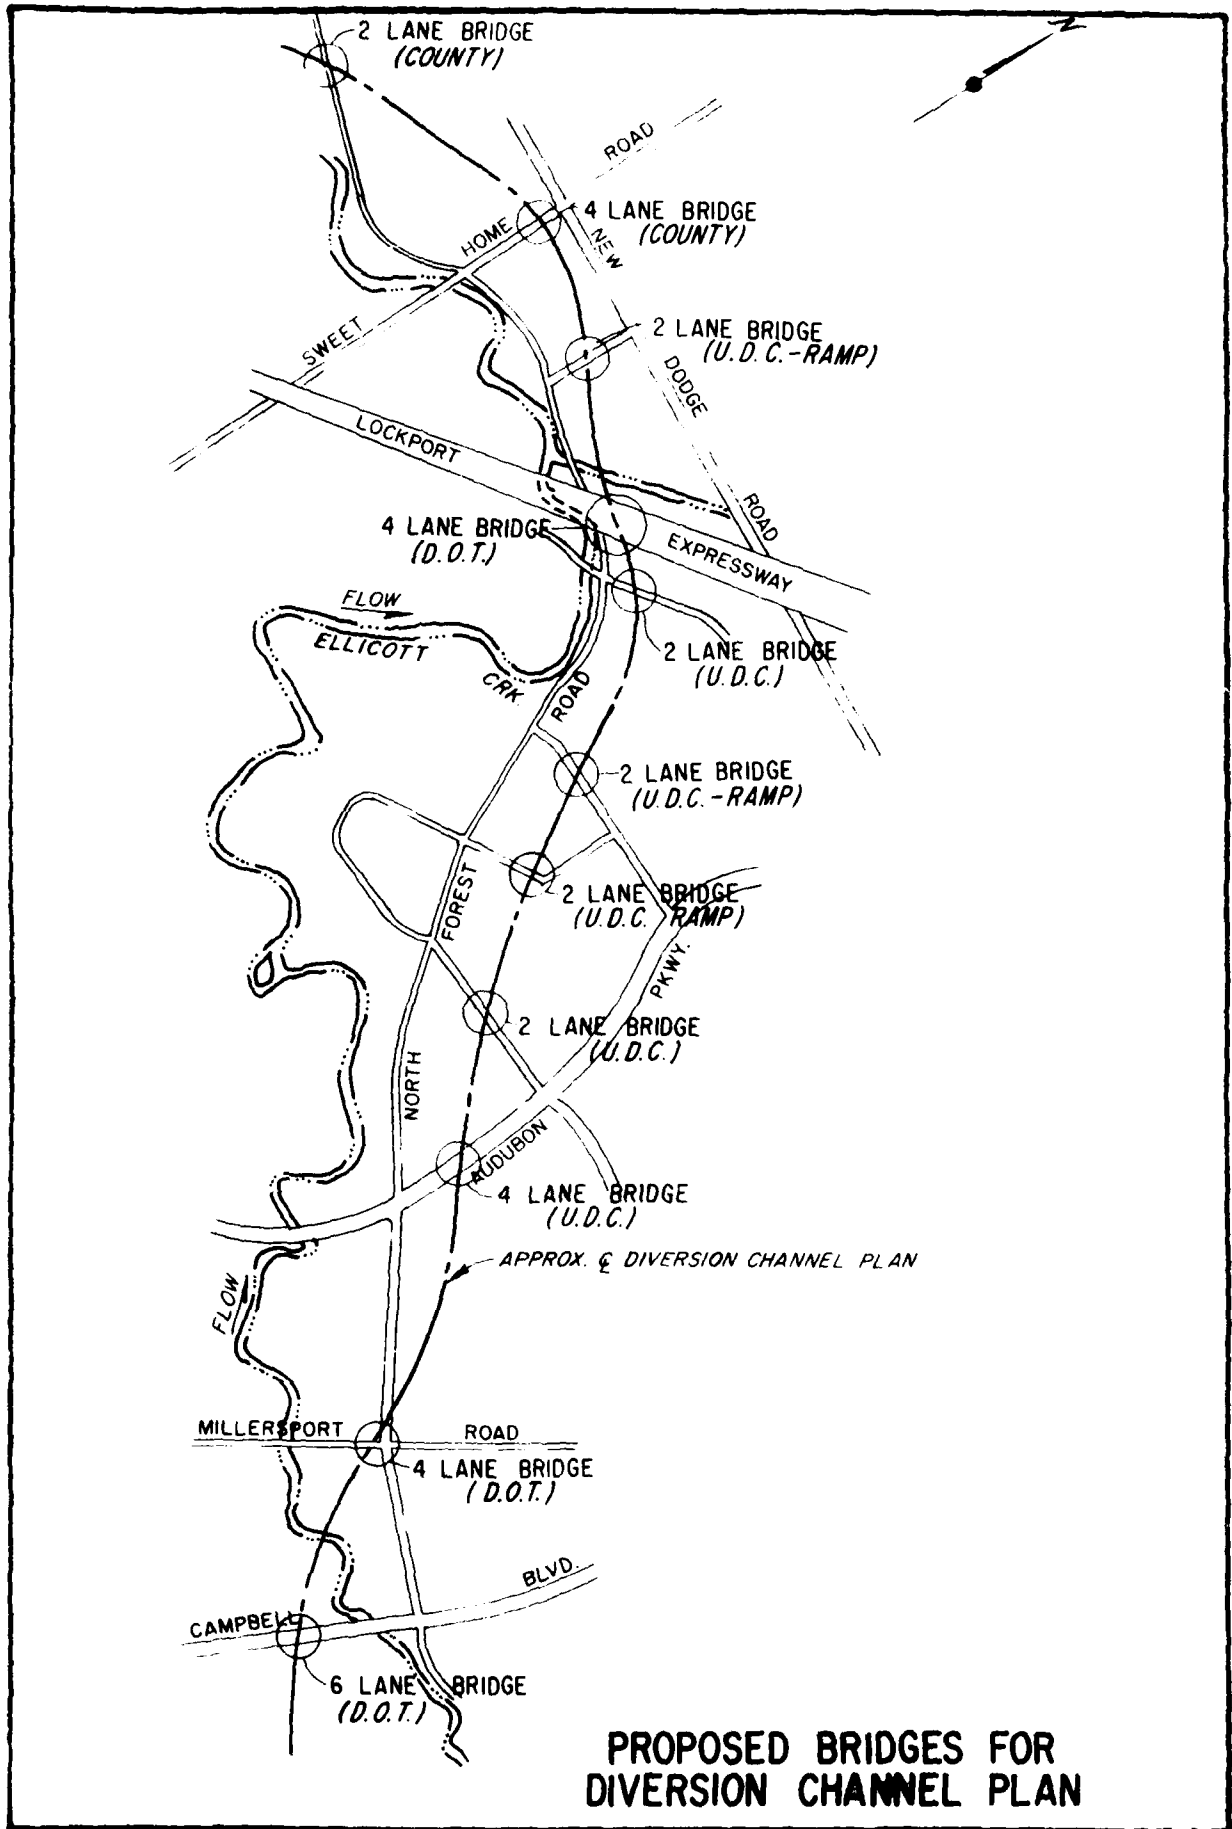 2 LANE BRIDGE
(COUNTY)
N
ROAD
4 LANE BRIDGE
(COUNTY)
HOME
NEW
SWEET
2 LANE BRIDGE
(U.D.C.-RAMP)
DODGE
LOCKPORT
ROAD
4 LANE BRIDGE
(D.O.T.)
EXPRESSWAY
FLOW
ELLICOTT
CRK.
2 LANE BRIDGE
(U.D.C.)
ROAD
2 LANE BRIDGE
(U.D.C.-RAMP)
FOREST
2 LANE BRIDGE
(U.D.C. RAMP)
PKWY.
2 LANE BRIDGE
(U.D.C.)
NORTH
AUDUBON
4 LANE BRIDGE
(U.D.C.)
APPROX. ℄ DIVERSION CHANNEL PLAN
FLOW
MILLERSPORT ROAD
4 LANE BRIDGE
(D.O.T.)
BLVD.
CAMPBELL
6 LANE BRIDGE
(D.O.T.)
PROPOSED BRIDGES FOR
DIVERSION CHANNEL PLAN